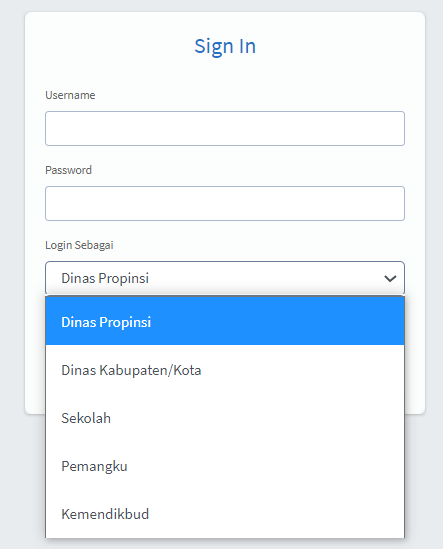 Sign In
Username
Password
Login Sebagai
Dinas Propinsi
Dinas Propinsi
Dinas Kabupaten/Kota
Sekolah
Pemangku
Kemendikbud